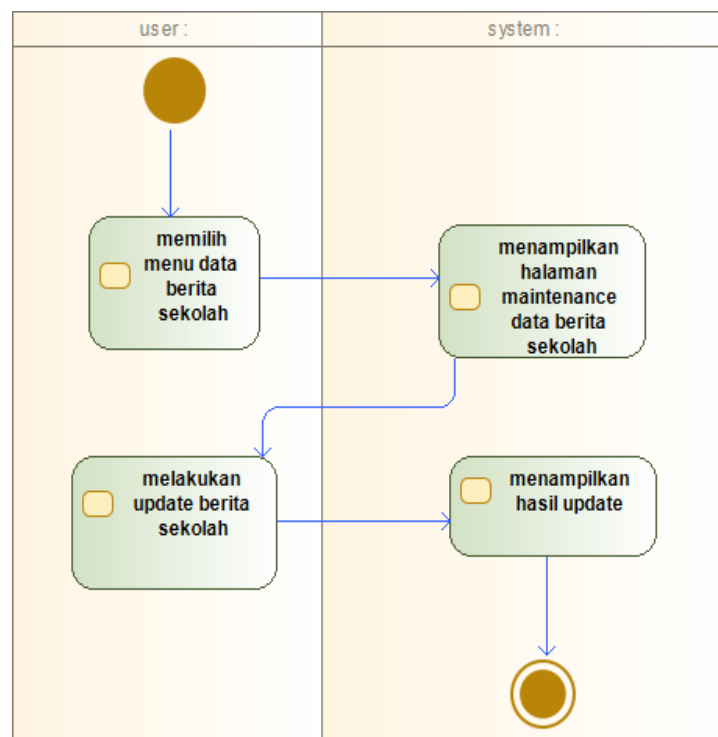 user :
system :
memilih
menu data
berita
sekolah
menampilkan
halaman
maintenance
data berita
sekolah
melakukan
update berita
sekolah
menampilkan
hasil update